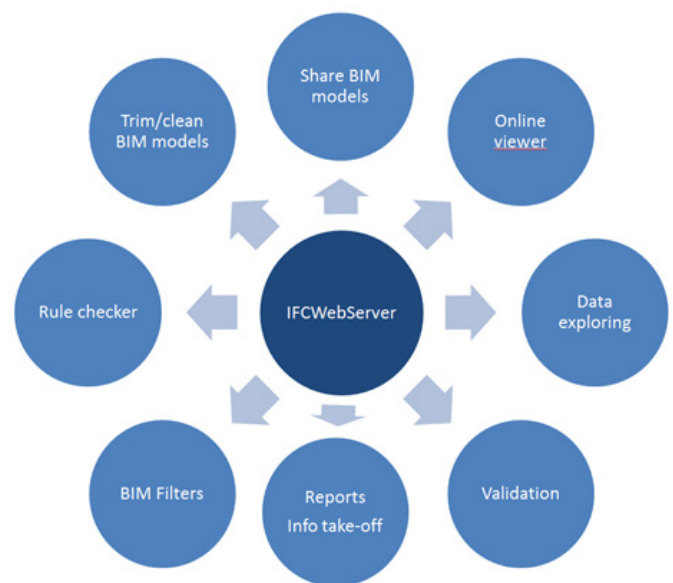 Share BIM
models
Trim/clean
BIM models
Online
viewer
Rule checker
IFCWebServer
Data
exploring
BIM Filters
Reports
Info take-off
Validation